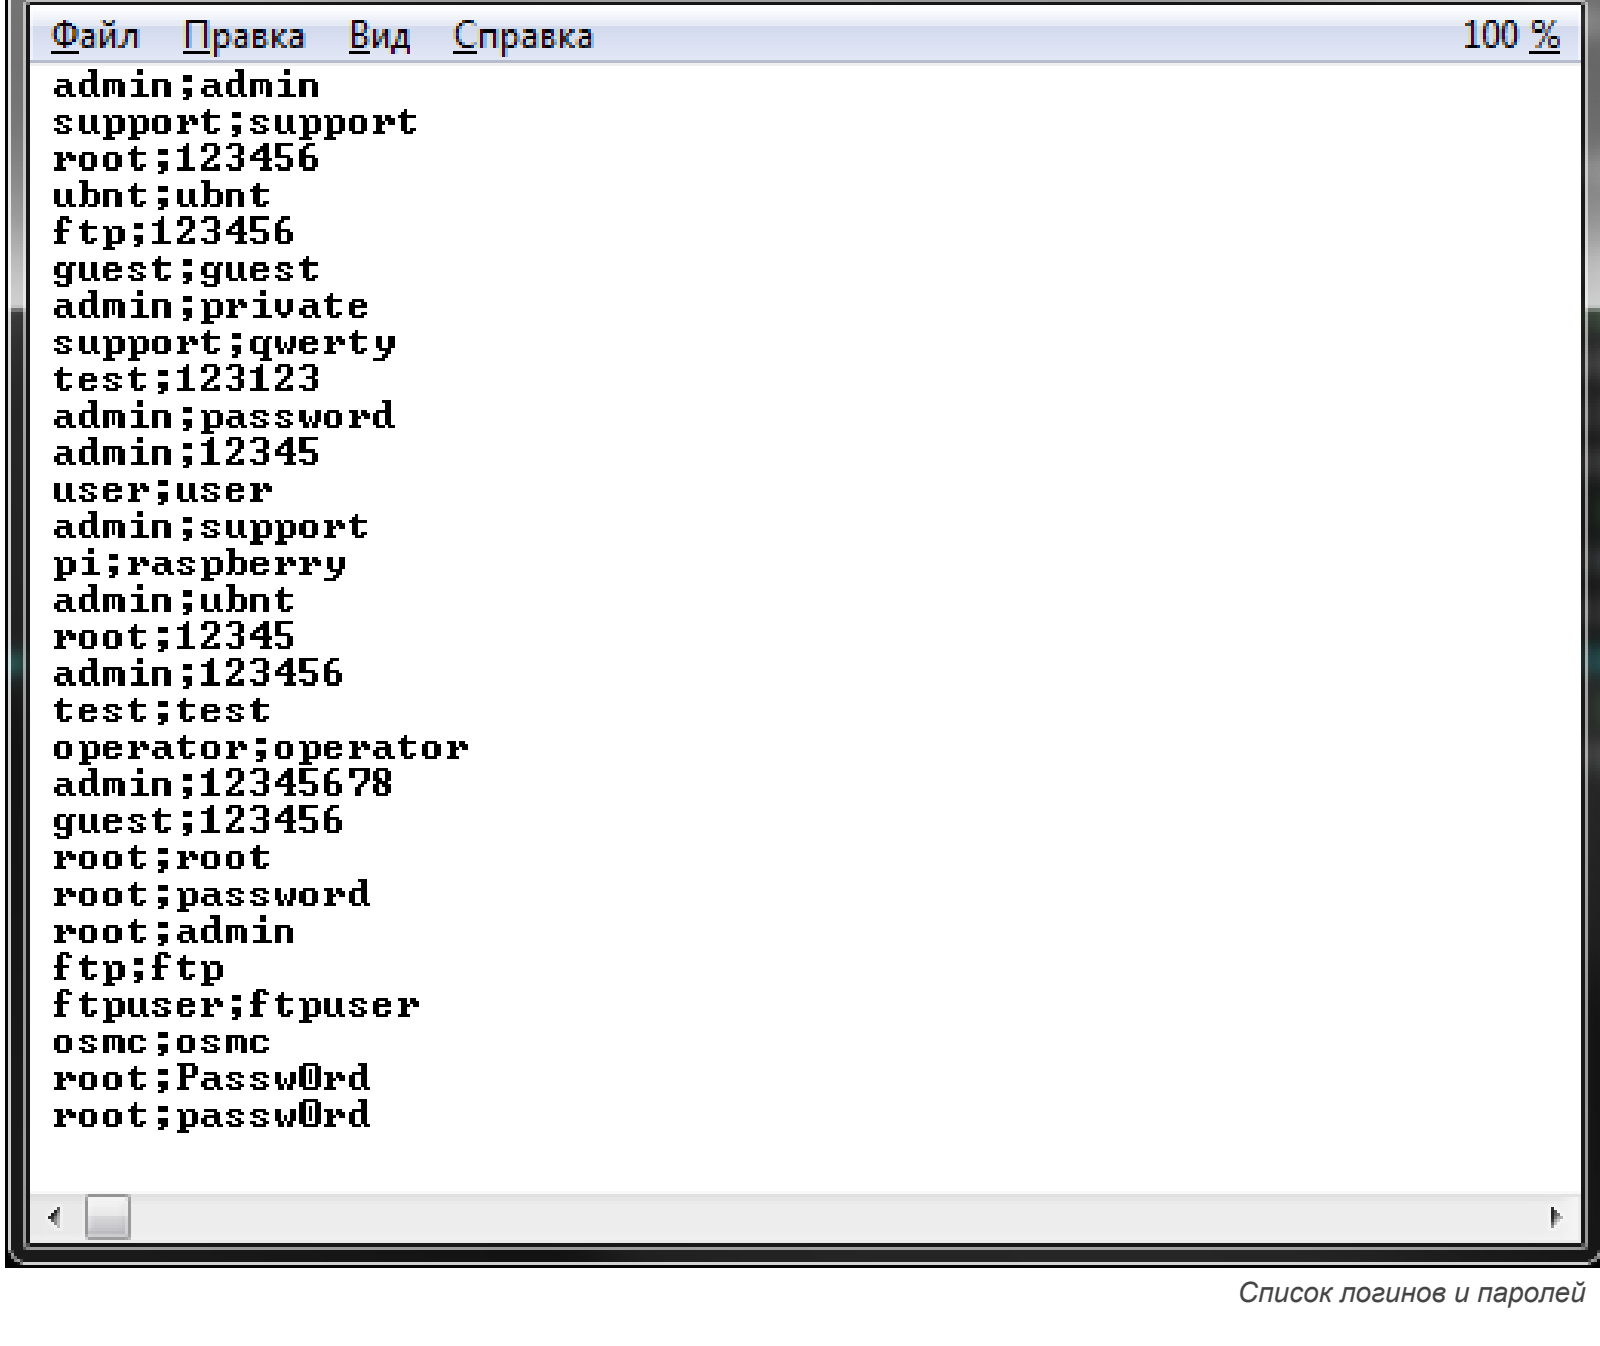 Файл Правка Вид Справка 100 %
admin;admin
support;support
root;123456
ubnt;ubnt
ftp;123456
guest;guest
admin;private
support;qwerty
test;123123
admin;password
admin;12345
user;user
admin;support
pi;raspberry
admin;ubnt
root;12345
admin;123456
test;test
operator;operator
admin;12345678
guest;123456
root;root
root;password
root;admin
ftp;ftp
ftpuser;ftpuser
osmc;osmc
root;Passw0rd
root;passw0rd
Список логинов и паролей